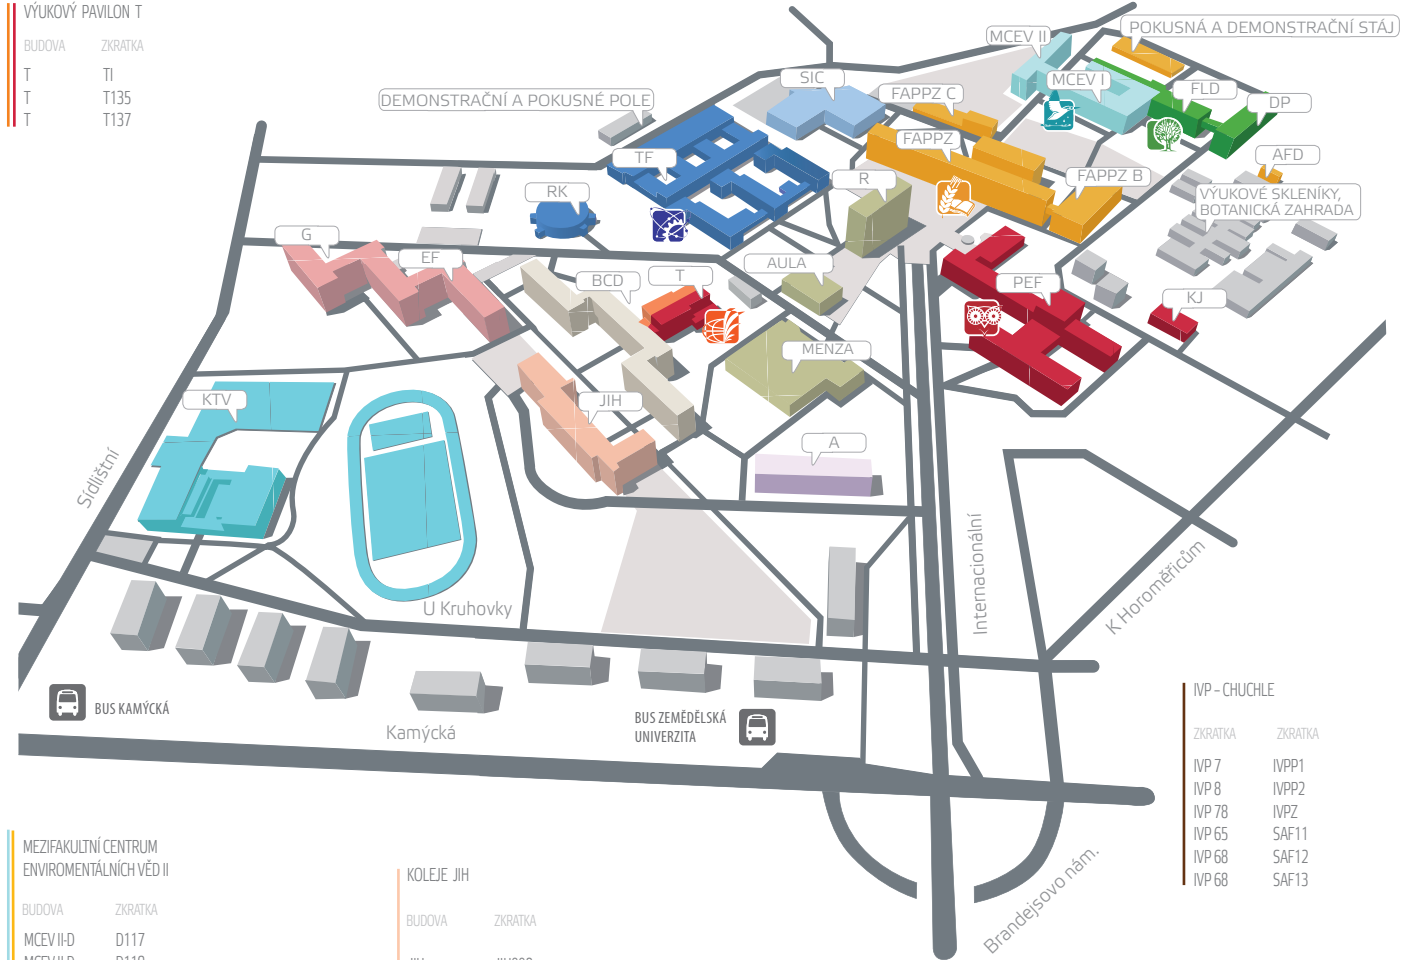 VÝUKOVÝ PAVILON T
BUDOVA ZKRATKA
T TI
T T135
T T137
DEMONSTRAČNÍ A POKUSNÉ POLE
SIC
FAPPZ C
MCEV II
POKUSNÁ A DEMONSTRAČNÍ STÁJ
MCEV I
FLD
DP
TF
FAPPZ
AFD
RK
R
FAPPZ B
VÝUKOVÉ SKLENÍKY,
BOTANICKÁ ZAHRADA
G
EF
BCD
T
AULA
PEF
KJ
MENZA
KTV
JIH
A
Sídlištní
Internacionální
K Horoměřicům
U Kruhovky
BUS KAMÝCKÁ
Kamýcká
BUS ZEMĚDĚLSKÁ
UNIVERZITA
Brandejsovo nám.
IVP – CHUCHLE
ZKRATKA ZKRATKA
IVP 7 IVPP1
IVP 8 IVPP2
IVP 78 IVPZ
IVP 65 SAF11
IVP 68 SAF12
IVP 68 SAF13
MEZIFAKULTNÍ CENTRUM
ENVIROMENTÁLNÍCH VĚD II
BUDOVA ZKRATKA
MCEV II-D D117
KOLEJE JIH
BUDOVA ZKRATKA